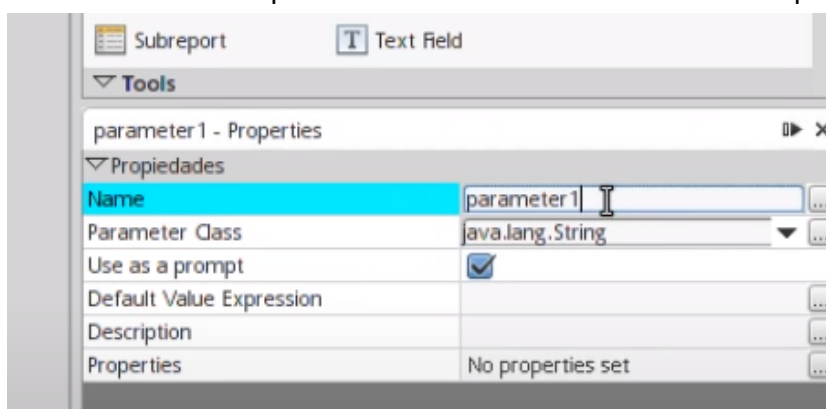 Subreport Text Field
Tools
parameter1 - Properties
Propiedades
Name parameter1
Parameter Class java.lang.String
Use as a prompt
Default Value Expression ...
Description ...
Properties No properties set ...